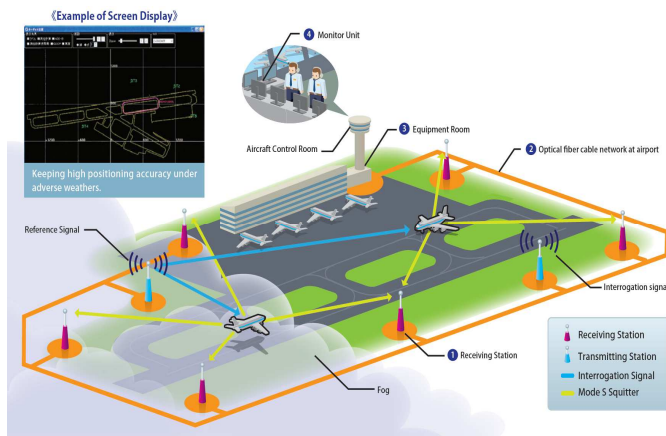 《Example of Screen Display》
Keeping high positioning accuracy under
adverse weathers.
4 Monitor Unit
Aircraft Control Room
3 Equipment Room
2 Optical fiber cable network at airport
Reference Signal
Interrogation signal
1 Receiving Station
Fog
Receiving Station
Transmitting Station
Interrogation Signal
Mode S Squitter